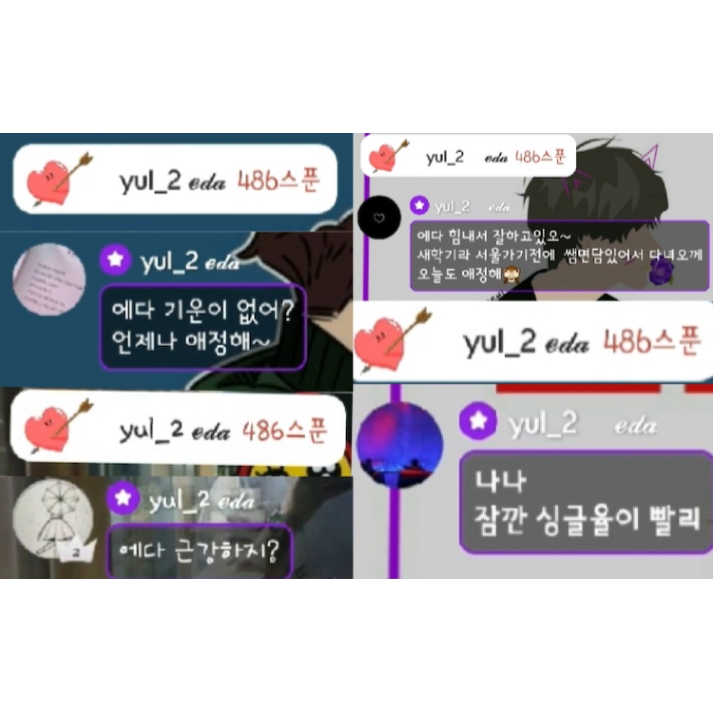 yul_2 eda 486스푼
yul_2 eda
에다 기운이 없어?
언제나 애정해~
yul_2 eda 486스푼
yul_2 eda
2
에다 근강하지?
yul_2 eda 486스푼
yul_2 eda
에다 힘내서 잘하고있오~
새학기라 서울가기전에 쌤면담있어서 다녀오께
오늘도 애정해
yul_2 eda 486스푼
yul_2 eda
나나
잠깐 싱글율이 빨리